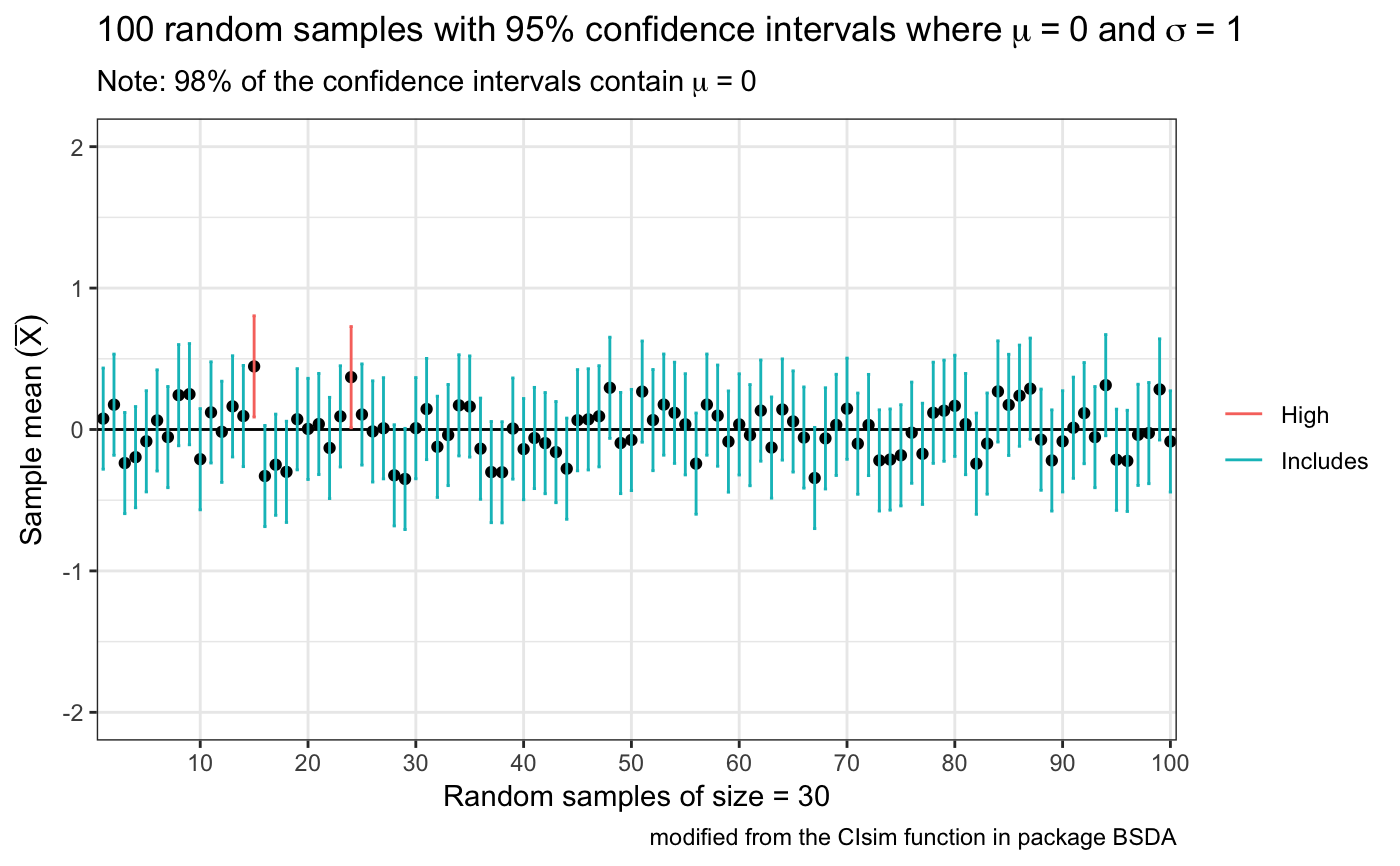 100 random samples with 95% confidence intervals where μ = 0 and σ = 1
Note: 98% of the confidence intervals contain μ = 0
2
1
0
-1
-2
Sample mean (X̅)
10 20 30 40 50 60 70 80 90 100
Random samples of size = 30
High
Includes
modified from the CIsim function in package BSDA